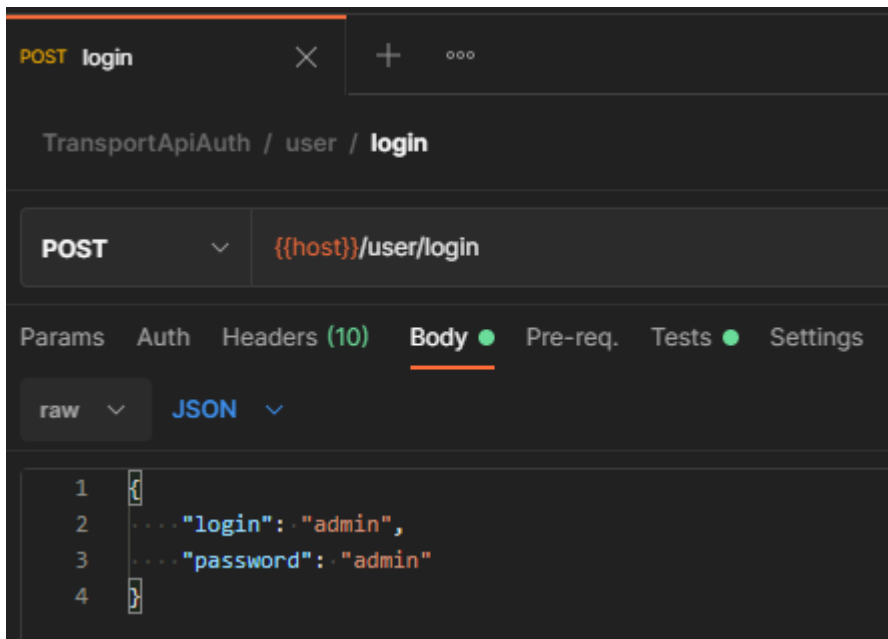 POST login
TransportApiAuth / user / login
POST {{host}}/user/login
Params Auth Headers (10) Body Pre-req. Tests Settings
raw JSON
1 {
2 "login": "admin",
3 "password": "admin"
4 }